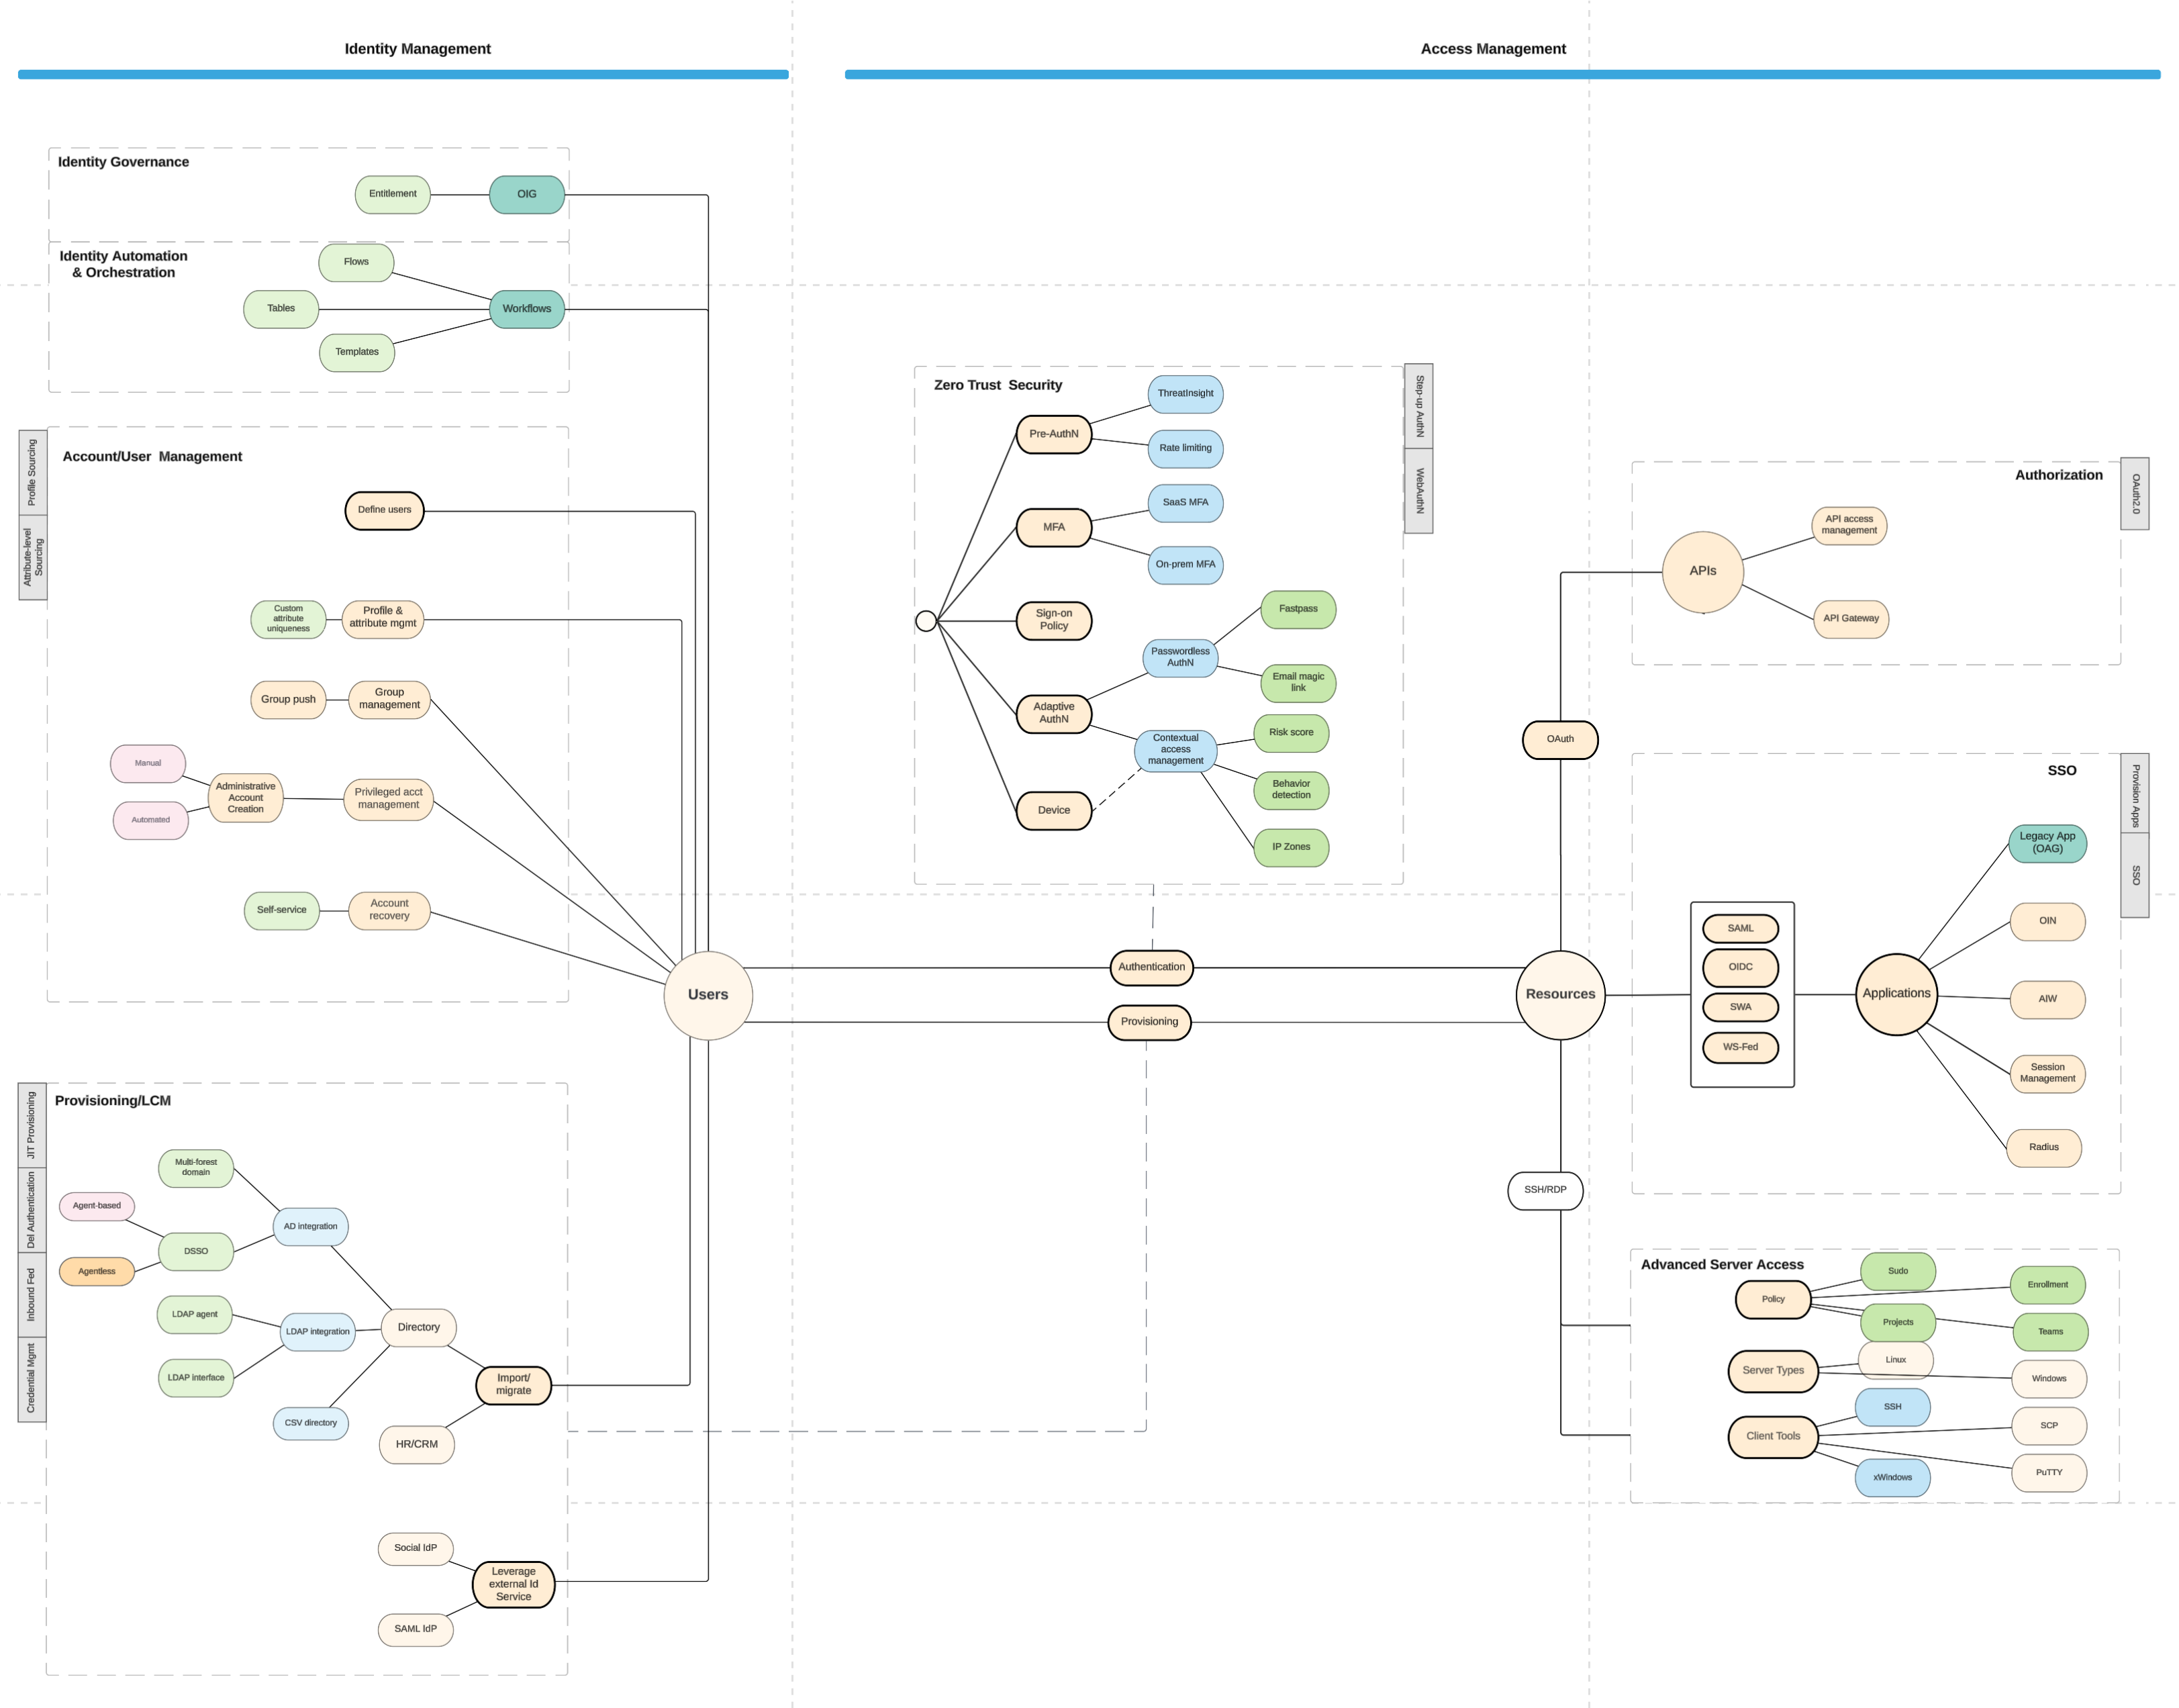 Identity Management
Access Management
Identity Governance
Entitlement
OIG
Identity Automation
& Orchestration
Flows
Tables
Workflows
Templates
Profile Sourcing
Attribute-level
Sourcing
Account/User Management
Define users
Custom
attribute
uniqueness
Profile &
attribute mgmt
Group push
Group
management
Manual
Automated
Administrative
Account
Creation
Privileged acct
management
Self-service
Account
recovery
Users
JIT Provisioning
Del Authentication
Inbound Fed
Credential Mgmt
Provisioning/LCM
Multi-forest
domain
Agent-based
AD integration
DSSO
Agentless
LDAP agent
LDAP integration
Directory
LDAP interface
Import/
migrate
CSV directory
HR/CRM
Social IdP
Leverage
external Id
Service
SAML IdP
Zero Trust Security
Step-up AuthN
WebAuthN
ThreatInsight
Pre-AuthN
Rate limiting
SaaS MFA
MFA
On-prem MFA
Sign-on
Policy
Fastpass
Passwordless
AuthN
Email magic
link
Adaptive
AuthN
Risk score
Contextual
access
management
Behavior
detection
Device
IP Zones
Authentication
Provisioning
OAuth
Resources
SSH/RDP
Authorization
OAuth2.0
API access
management
APIs
API Gateway
SSO
Provision Apps
SSO
Legacy App
(OAG)
SAML
OIDC
SWA
WS-Fed
Applications
OIN
AIW
Session
Management
Radius
Advanced Server Access
Sudo
Policy
Enrollment
Projects
Teams
Linux
Server Types
Windows
SSH
SCP
Client Tools
PuTTY
xWindows